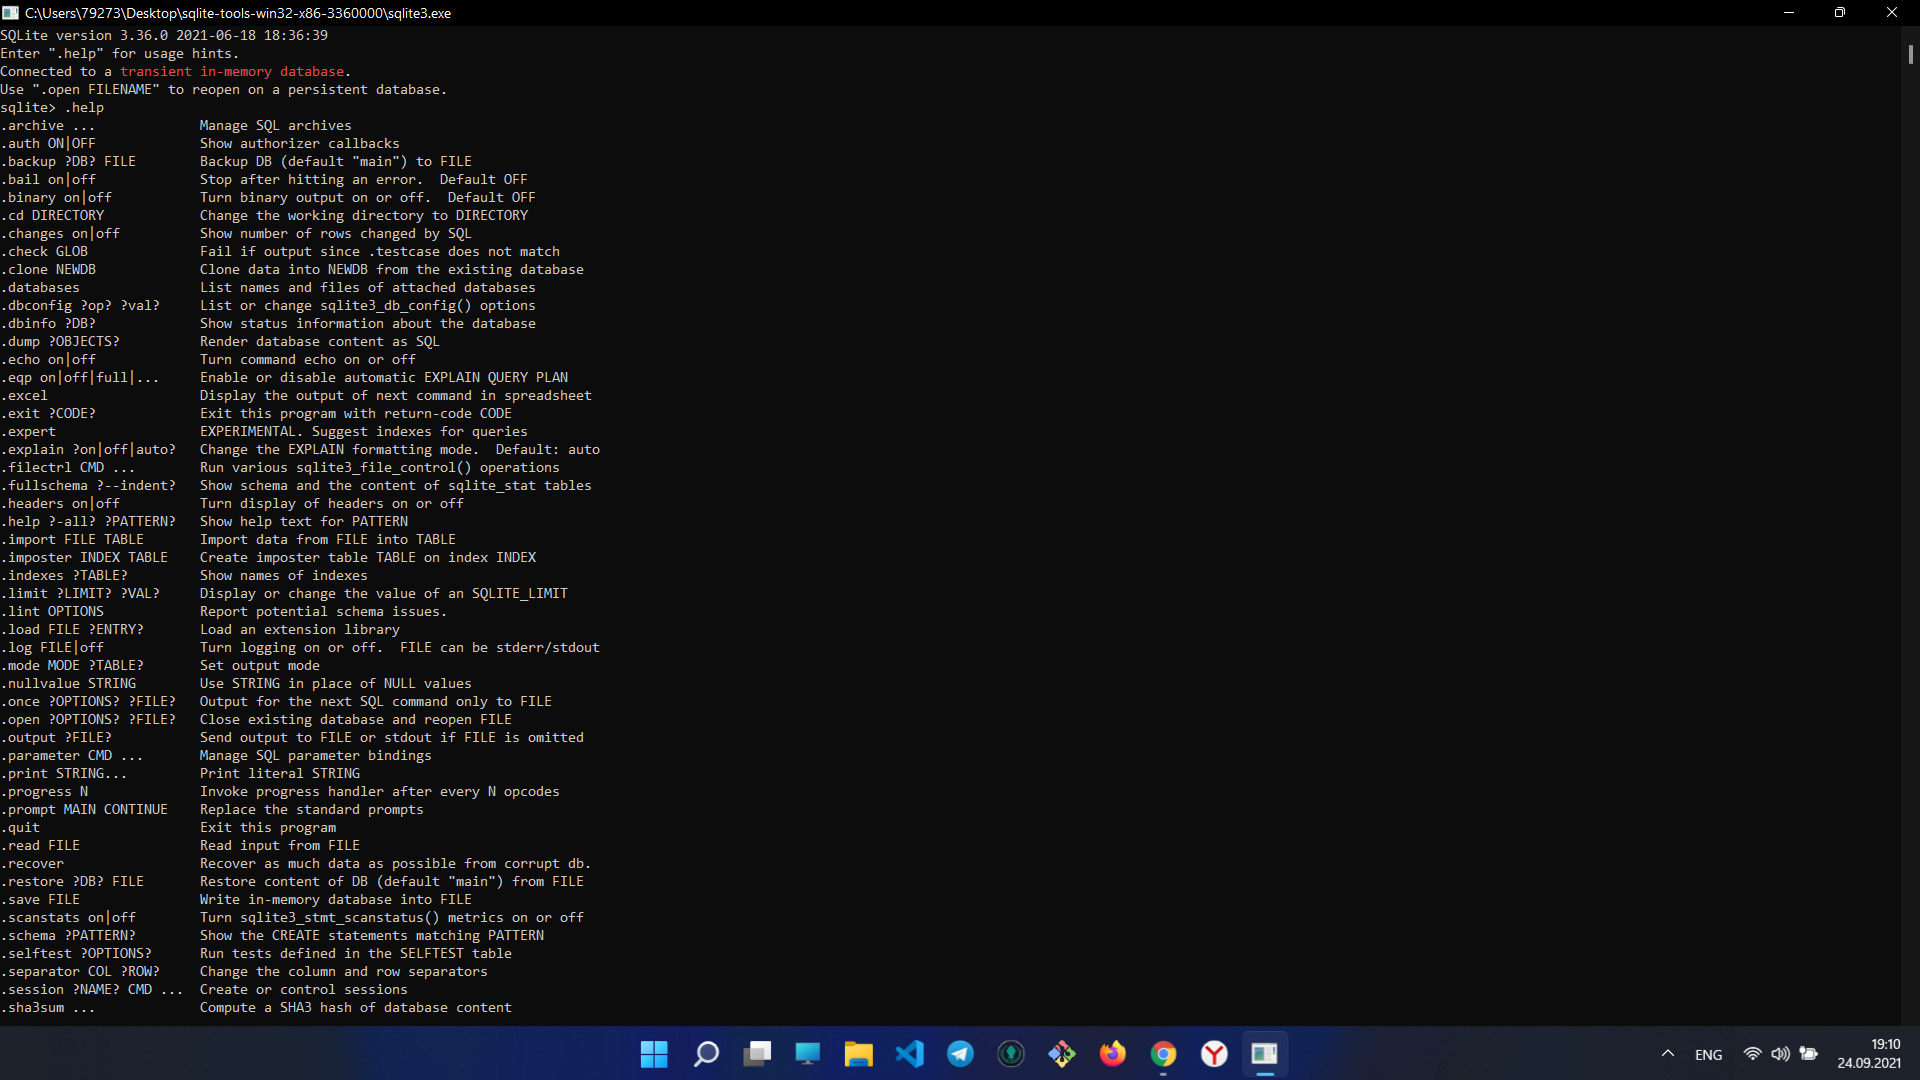 C:\Users\79273\Desktop\sqlite-tools-win32-x86-3360000\sqlite3.exe
SQLite version 3.36.0 2021-06-18 18:36:39
Enter ".help" for usage hints.
Connected to a transient in-memory database.
Use ".open FILENAME" to reopen on a persistent database.
sqlite> .help
.archive ...             Manage SQL archives
.auth ON|OFF             Show authorizer callbacks
.backup ?DB? FILE        Backup DB (default "main") to FILE
.bail on|off             Stop after hitting an error.  Default OFF
.binary on|off           Turn binary output on or off.  Default OFF
.cd DIRECTORY            Change the working directory to DIRECTORY
.changes on|off          Show number of rows changed by SQL
.check GLOB              Fail if output since .testcase does not match
.clone NEWDB             Clone data into NEWDB from the existing database
.databases               List names and files of attached databases
.dbconfig ?op? ?val?     List or change sqlite3_db_config() options
.dbinfo ?DB?             Show status information about the database
.dump ?OBJECTS?          Render database content as SQL
.echo on|off             Turn command echo on or off
.eqp on|off|full|...     Enable or disable automatic EXPLAIN QUERY PLAN
.excel                   Display the output of next command in spreadsheet
.exit ?CODE?             Exit this program with return-code CODE
.expert                  EXPERIMENTAL. Suggest indexes for queries
.explain ?on|off|auto?   Change the EXPLAIN formatting mode.  Default: auto
.filectrl CMD ...        Run various sqlite3_file_control() operations
.fullschema ?--indent?   Show schema and the content of sqlite_stat tables
.headers on|off          Turn display of headers on or off
.help ?-all? ?PATTERN?   Show help text for PATTERN
.import FILE TABLE       Import data from FILE into TABLE
.imposter INDEX TABLE    Create imposter table TABLE on index INDEX
.indexes ?TABLE?         Show names of indexes
.limit ?LIMIT? ?VAL?     Display or change the value of an SQLITE_LIMIT
.lint OPTIONS            Report potential schema issues.
.load FILE ?ENTRY?       Load an extension library
.log FILE|off            Turn logging on or off.  FILE can be stderr/stdout
.mode MODE ?TABLE?       Set output mode
.nullvalue STRING        Use STRING in place of NULL values
.once ?OPTIONS? ?FILE?   Output for the next SQL command only to FILE
.open ?OPTIONS? ?FILE?   Close existing database and reopen FILE
.output ?FILE?           Send output to FILE or stdout if FILE is omitted
.parameter CMD ...       Manage SQL parameter bindings
.print STRING...         Print literal STRING
.progress N              Invoke progress handler after every N opcodes
.prompt MAIN CONTINUE    Replace the standard prompts
.quit                    Exit this program
.read FILE               Read input from FILE
.recover                 Recover as much data as possible from corrupt db.
.restore ?DB? FILE       Restore content of DB (default "main") from FILE
.save FILE               Write in-memory database into FILE
.scanstats on|off        Turn sqlite3_stmt_scanstatus() metrics on or off
.schema ?PATTERN?        Show the CREATE statements matching PATTERN
.selftest ?OPTIONS?      Run tests defined in the SELFTEST table
.separator COL ?ROW?     Change the column and row separators
.session ?NAME? CMD ...  Create or control sessions
.sha3sum ...             Compute a SHA3 hash of database content
ENG
19:10
24.09.2021